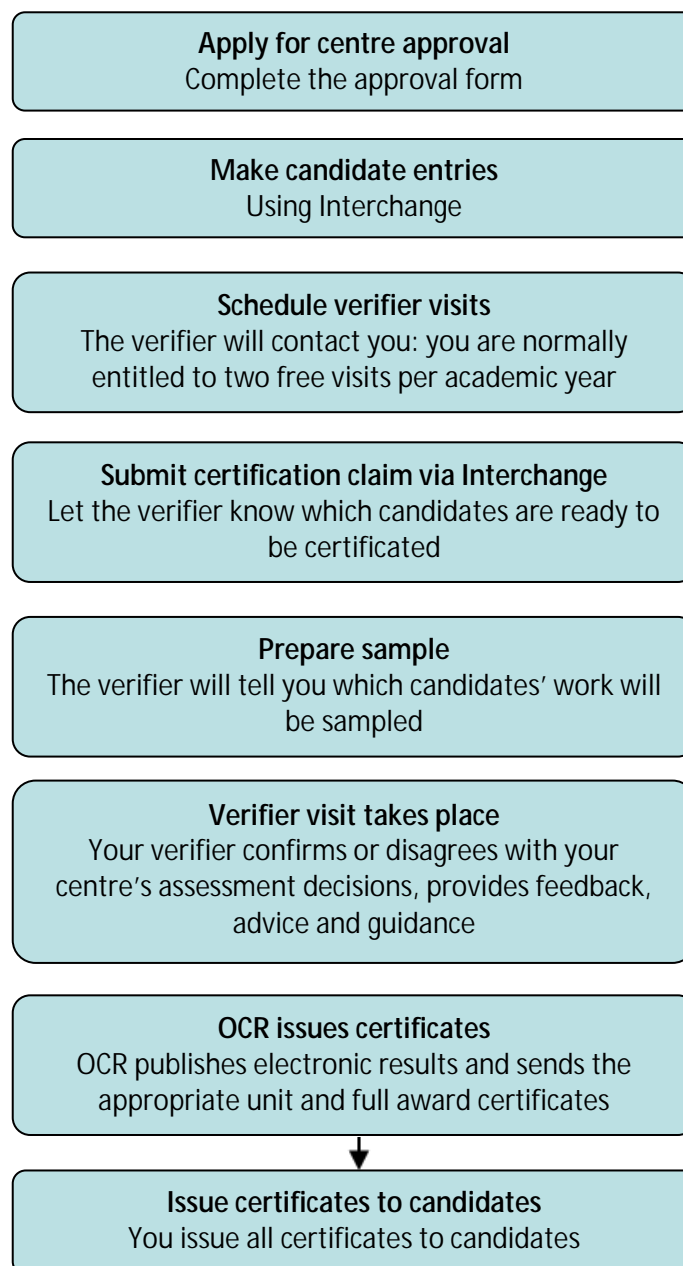 Apply for centre approval
Complete the approval form
Make candidate entries
Using Interchange
Schedule verifier visits
The verifier will contact you: you are normally
entitled to two free visits per academic year
Submit certification claim via Interchange
Let the verifier know which candidates are ready to
be certificated
Prepare sample
The verifier will tell you which candidates’ work will
be sampled
Verifier visit takes place
Your verifier confirms or disagrees with your
centre’s assessment decisions, provides feedback,
advice and guidance
OCR issues certificates
OCR publishes electronic results and sends the
appropriate unit and full award certificates
Issue certificates to candidates
You issue all certificates to candidates